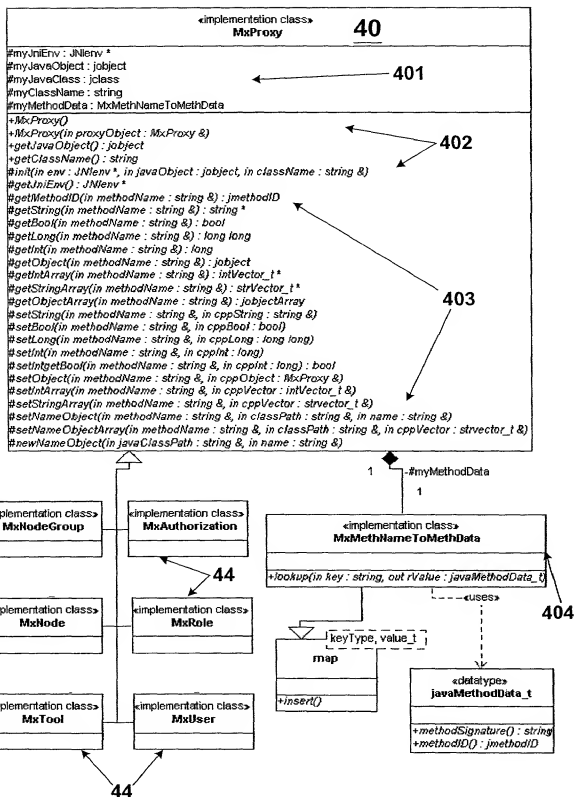 «implementation class»
MxProxy
40
#myJniEnv : JNIenv *
#myJavaObject : jobject
#myJavaClass : jclass
#myClassName : string
#myMethodData : MxMethNameToMethData
401
+MxProxy()
+MxProxy(in proxyObject : MxProxy &)
+getJavaObject() : jobject
+getClassName() : string
#init(in env : JNIenv *, in javaObject : jobject, in className : string &)
#getJniEnv() : JNIenv *
#getMethodID(in methodName : string &) : jmethodID
#getString(in methodName : string &) : string *
#getBool(in methodName : string &) : bool
#getLong(in methodName : string &) : long long
#getInt(in methodName : string &) : long
#getObject(in methodName : string &) : jobject
#getIntArray(in methodName : string &) : intVector_t *
#getStringArray(in methodName : string &) : strVector_t *
#getObjectArray(in methodName : string &) : jobjectArray
#setString(in methodName : string &, in cppString : string &)
#setBool(in methodName : string &, in cppBool : bool)
#setLong(in methodName : string &, in cppLong : long long)
#setInt(in methodName : string &, in cppInt : long)
#setIntgetBool(in methodName : string &, in cppInt : long) : bool
#setObject(in methodName : string &, in cppObject : MxProxy &)
#setIntArray(in methodName : string &, in cppVector : intVector_t &)
#setStringArray(in methodName : string &, in cppVector : strvector_t &)
#setNameObject(in methodName : string &, in classPath : string &, in name : string &)
#setNameObjectArray(in methodName : string &, in classPath : string &, in cppVector : strvector_t &)
#newNameObject(in javaClassPath : string &, in name : string &)
402
403
1
-#myMethodData
1
plementation class»
MxNodeGroup
«implementation class»
MxAuthorization
44
plementation class»
MxNode
«implementation class»
MxRole
plementation class»
MxTool
«implementation class»
MxUser
44
«implementation class»
MxMethNameToMethData
+lookup(in key : string, out rValue : javaMethodData_t)
404
«uses»
keyType, value_t
map
+insert()
«datatype»
javaMethodData_t
+methodSignature() : string
+methodID() : jmethodID